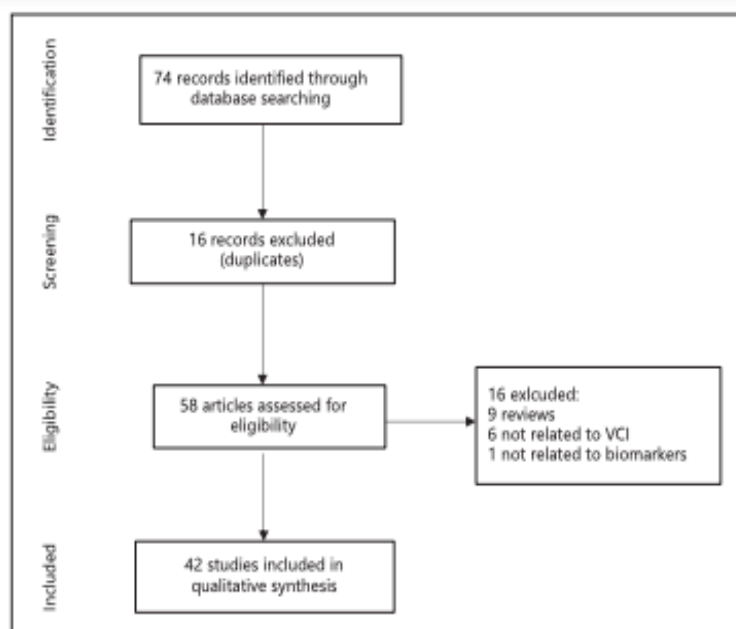 Identification
74 records identified through
database searching
Screening
16 records excluded
(duplicates)
Eligibility
58 articles assessed for
eligibility
16 exlcuded:
9 reviews
6 not related to VCI
1 not related to biomarkers
Included
42 studies included in
qualitative synthesis